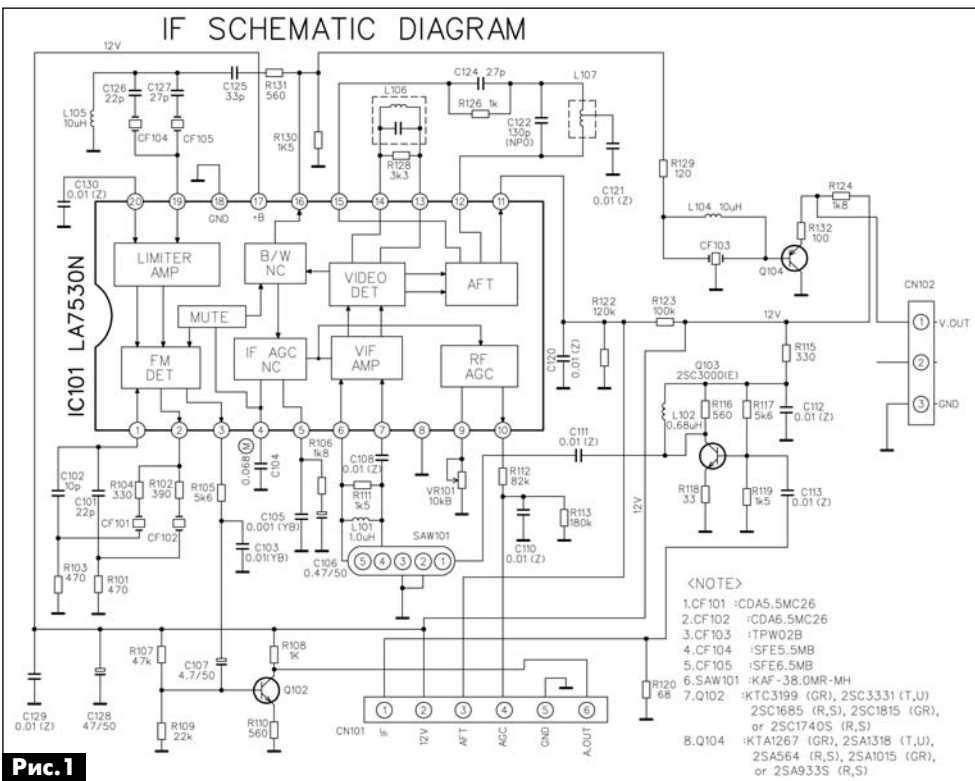 IF SCHEMATIC DIAGRAM
12V
C126
22p
C127
27p
C125
33p
R131
560
C124 27p
L107
L106
R126 1k
L105
10uH
CF104
CF105
R130
1K5
R128
3k3
C122
130p
(NPO)
C121
0.01 (Z)
R129
120
R124
1k8
L104 10uH
R132
100
CF103
Q104
C130
0.01 (Z)
20
19
18
17
16
15
14
13
12
11
GND
+B
IC101 LA7530N
LIMITER
AMP
B/W
NC
VIDEO
DET
AFT
MUTE
FM
DET
IF AGC
NC
VIF
AMP
RF
AGC
1
2
3
4
5
6
7
8
9
10
CN102
1
V.OUT
2
3
GND
R122
120k
R123
100k
12V
C120
0.01 (Z)
R115
330
Q103
2SC3000(E)
L102
0.68uH
R116
560
R117
5k6
C112
0.01 (Z)
C111
0.01 (Z)
R118
33
R119
1k5
C113
0.01 (Z)
C102
10p
C101
22p
R104
330
R102
390
R105
5k6
CF101
CF102
0.068 M
C104
R106
1k8
C108
0.01 (Z)
R111
1k5
L101
1.0uH
VR101
10kB
R112
82k
R113
180k
C110
0.01 (Z)
12V
C105
0.001 (YB)
C103
0.01(YB)
C106
0.47/50
SAW101
5
4
3
2
1
R103
470
R101
470
R107
47k
C107
4.7/50
R108
1K
Q102
R109
22k
R110
560
C129
0.01 (Z)
C128
47/50
R120
68
CN101
1
2
3
4
5
6
IF
12V
AFT
AGC
GND
A.OUT
<NOTE>
1.CF101 :CDA5.5MC26
2.CF102 :CDA6.5MC26
3.CF103 :TPW02B
4.CF104 :SFE5.5MB
5.CF105 :SFE6.5MB
6.SAW101 :KAF-38.0MR-MH
7.Q102 :KTC3199 (GR), 2SC3331 (T,U)
2SC1685 (R,S), 2SC1815 (GR),
or 2SC1740S (R,S)
8.Q104 :KTA1267 (GR), 2SA1318 (T,U),
2SA564 (R,S), 2SA1015 (GR),
or 2SA933S (R,S)
Рис.1